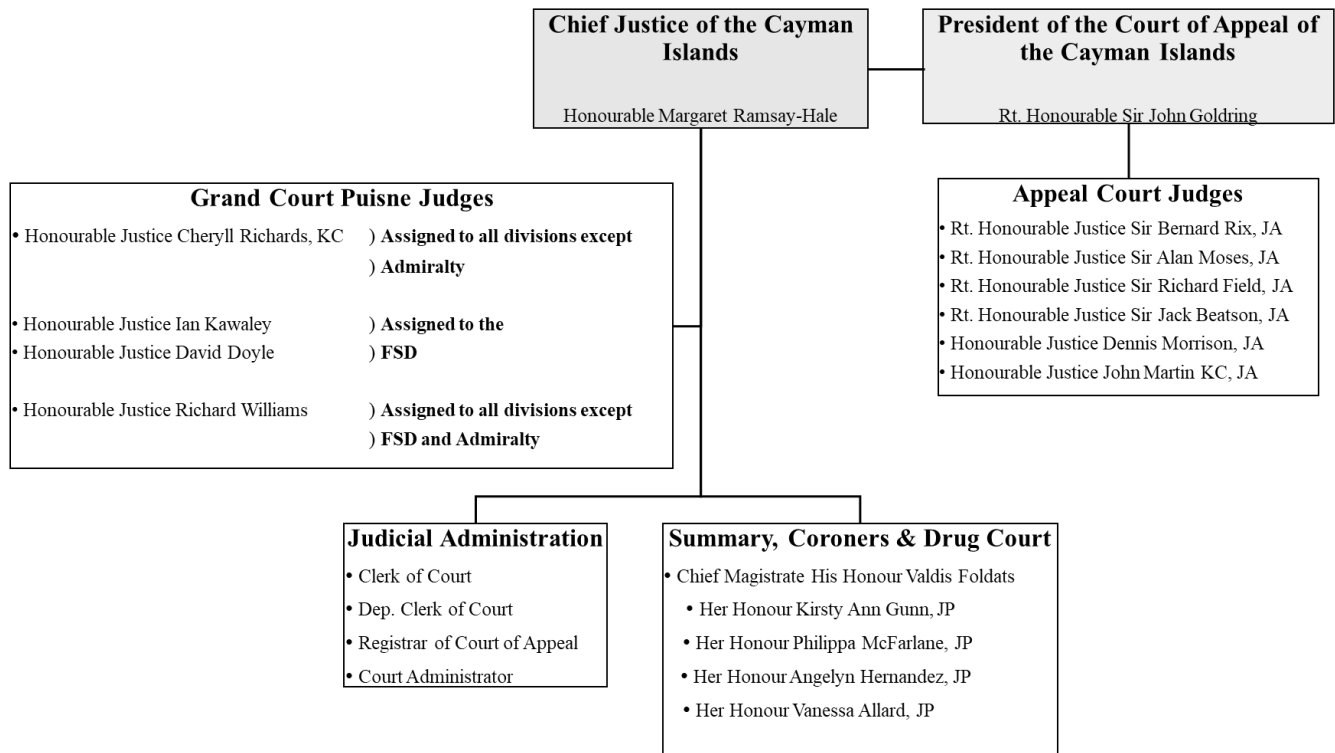 Chief Justice of the Cayman
Islands
Honourable Margaret Ramsay-Hale
President of the Court of Appeal of
the Cayman Islands
Rt. Honourable Sir John Goldring
Grand Court Puisne Judges
• Honourable Justice Cheryll Richards, KC ) Assigned to all divisions except
) Admiralty
• Honourable Justice Ian Kawaley ) Assigned to the
• Honourable Justice David Doyle ) FSD
• Honourable Justice Richard Williams ) Assigned to all divisions except
) FSD and Admiralty
Appeal Court Judges
• Rt. Honourable Justice Sir Bernard Rix, JA
• Rt. Honourable Justice Sir Alan Moses, JA
• Rt. Honourable Justice Sir Richard Field, JA
• Rt. Honourable Justice Sir Jack Beatson, JA
• Honourable Justice Dennis Morrison, JA
• Honourable Justice John Martin KC, JA
Judicial Administration
• Clerk of Court
• Dep. Clerk of Court
• Registrar of Court of Appeal
• Court Administrator
Summary, Coroners & Drug Court
• Chief Magistrate His Honour Valdis Foldats
• Her Honour Kirsty Ann Gunn, JP
• Her Honour Philippa McFarlane, JP
• Her Honour Angelyn Hernandez, JP
• Her Honour Vanessa Allard, JP